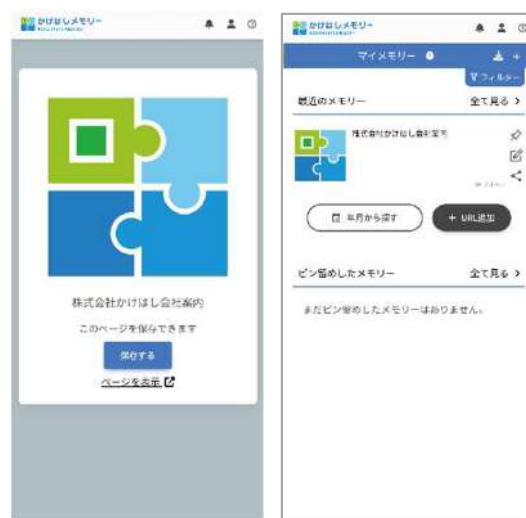 かけはしメモリー
株式会社かけはし会社案内
このページを保存できます
保存する
ページを表示
かけはしメモリー
マイメモリー
フィルター
最近のメモリー
全て見る
株式会社かけはし会社案内
年月から探す
+ URL追加
ピン留めしたメモリー
全て見る
まだピン留めしたメモリーはありません。